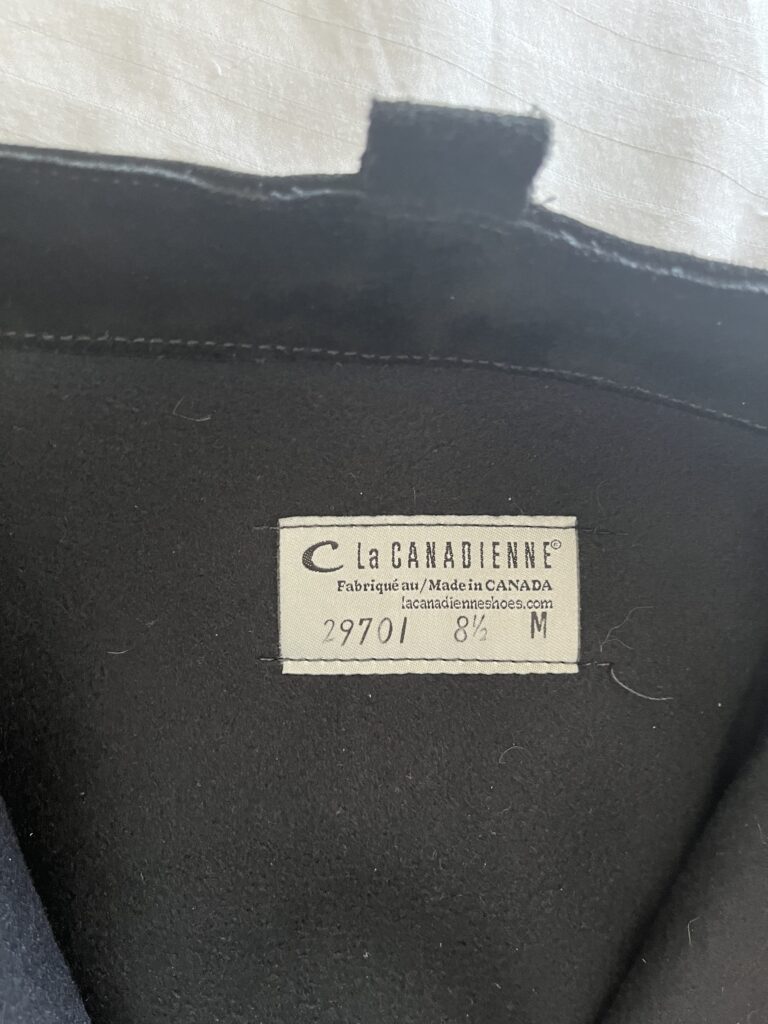 C La CANADIENNE®
Fabriqué au/Made in CANADA
lacanadienneshoes.com
29701 8½ M